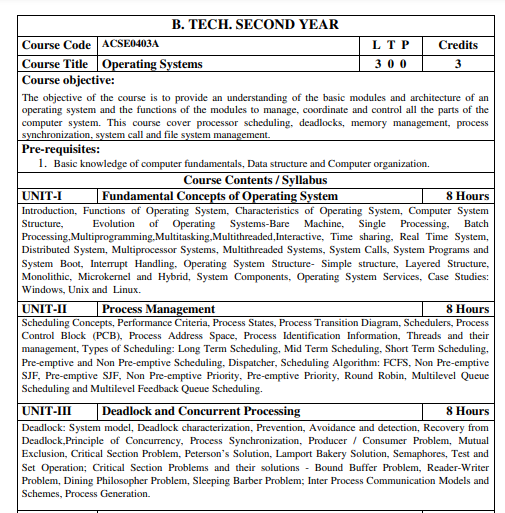 B. TECH. SECOND YEAR
Course Code ACSE0403A L T P Credits
Course Title Operating Systems 3 0 0 3
Course objective:
The objective of the course is to provide an understanding of the basic modules and architecture of an
operating system and the functions of the modules to manage, coordinate and control all the parts of the
computer system. This course cover processor scheduling, deadlocks, memory management, process
synchronization, system call and file system management.
Pre-requisites:
1. Basic knowledge of computer fundamentals, Data structure and Computer organization.
Course Contents / Syllabus
UNIT-I Fundamental Concepts of Operating System 8 Hours
Introduction, Functions of Operating System, Characteristics of Operating System, Computer System
Structure, Evolution of Operating Systems-Bare Machine, Single Processing, Batch
Processing,Multiprogramming,Multitasking,Multithreaded,Interactive, Time sharing, Real Time System,
Distributed System, Multiprocessor Systems, Multithreaded Systems, System Calls, System Programs and
System Boot, Interrupt Handling, Operating System Structure- Simple structure, Layered Structure,
Monolithic, Microkernel and Hybrid, System Components, Operating System Services, Case Studies:
Windows, Unix and Linux.
UNIT-II Process Management 8 Hours
Scheduling Concepts, Performance Criteria, Process States, Process Transition Diagram, Schedulers, Process
Control Block (PCB), Process Address Space, Process Identification Information, Threads and their
management, Types of Scheduling: Long Term Scheduling, Mid Term Scheduling, Short Term Scheduling,
Pre-emptive and Non Pre-emptive Scheduling, Dispatcher, Scheduling Algorithm: FCFS, Non Pre-emptive
SJF, Pre-emptive SJF, Non Pre-emptive Priority, Pre-emptive Priority, Round Robin, Multilevel Queue
Scheduling and Multilevel Feedback Queue Scheduling.
UNIT-III Deadlock and Concurrent Processing 8 Hours
Deadlock: System model, Deadlock characterization, Prevention, Avoidance and detection, Recovery from
Deadlock,Principle of Concurrency, Process Synchronization, Producer / Consumer Problem, Mutual
Exclusion, Critical Section Problem, Peterson's Solution, Lamport Bakery Solution, Semaphores, Test and
Set Operation; Critical Section Problems and their solutions - Bound Buffer Problem, Reader-Writer
Problem, Dining Philosopher Problem, Sleeping Barber Problem; Inter Process Communication Models and
Schemes, Process Generation.